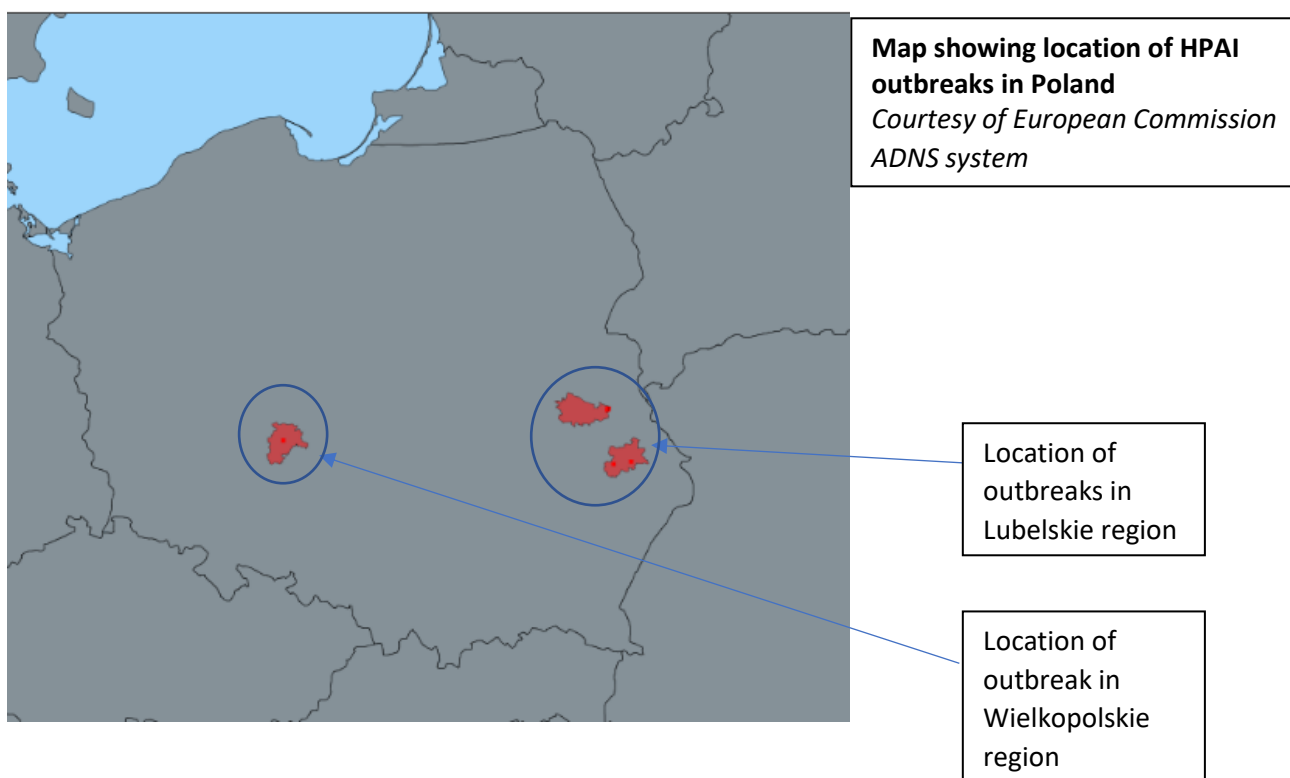 Map showing location of HPAI
outbreaks in Poland
Courtesy of European Commission
ADNS system
Location of
outbreaks in
Lubelskie region
Location of
outbreak in
Wielkopolskie
region